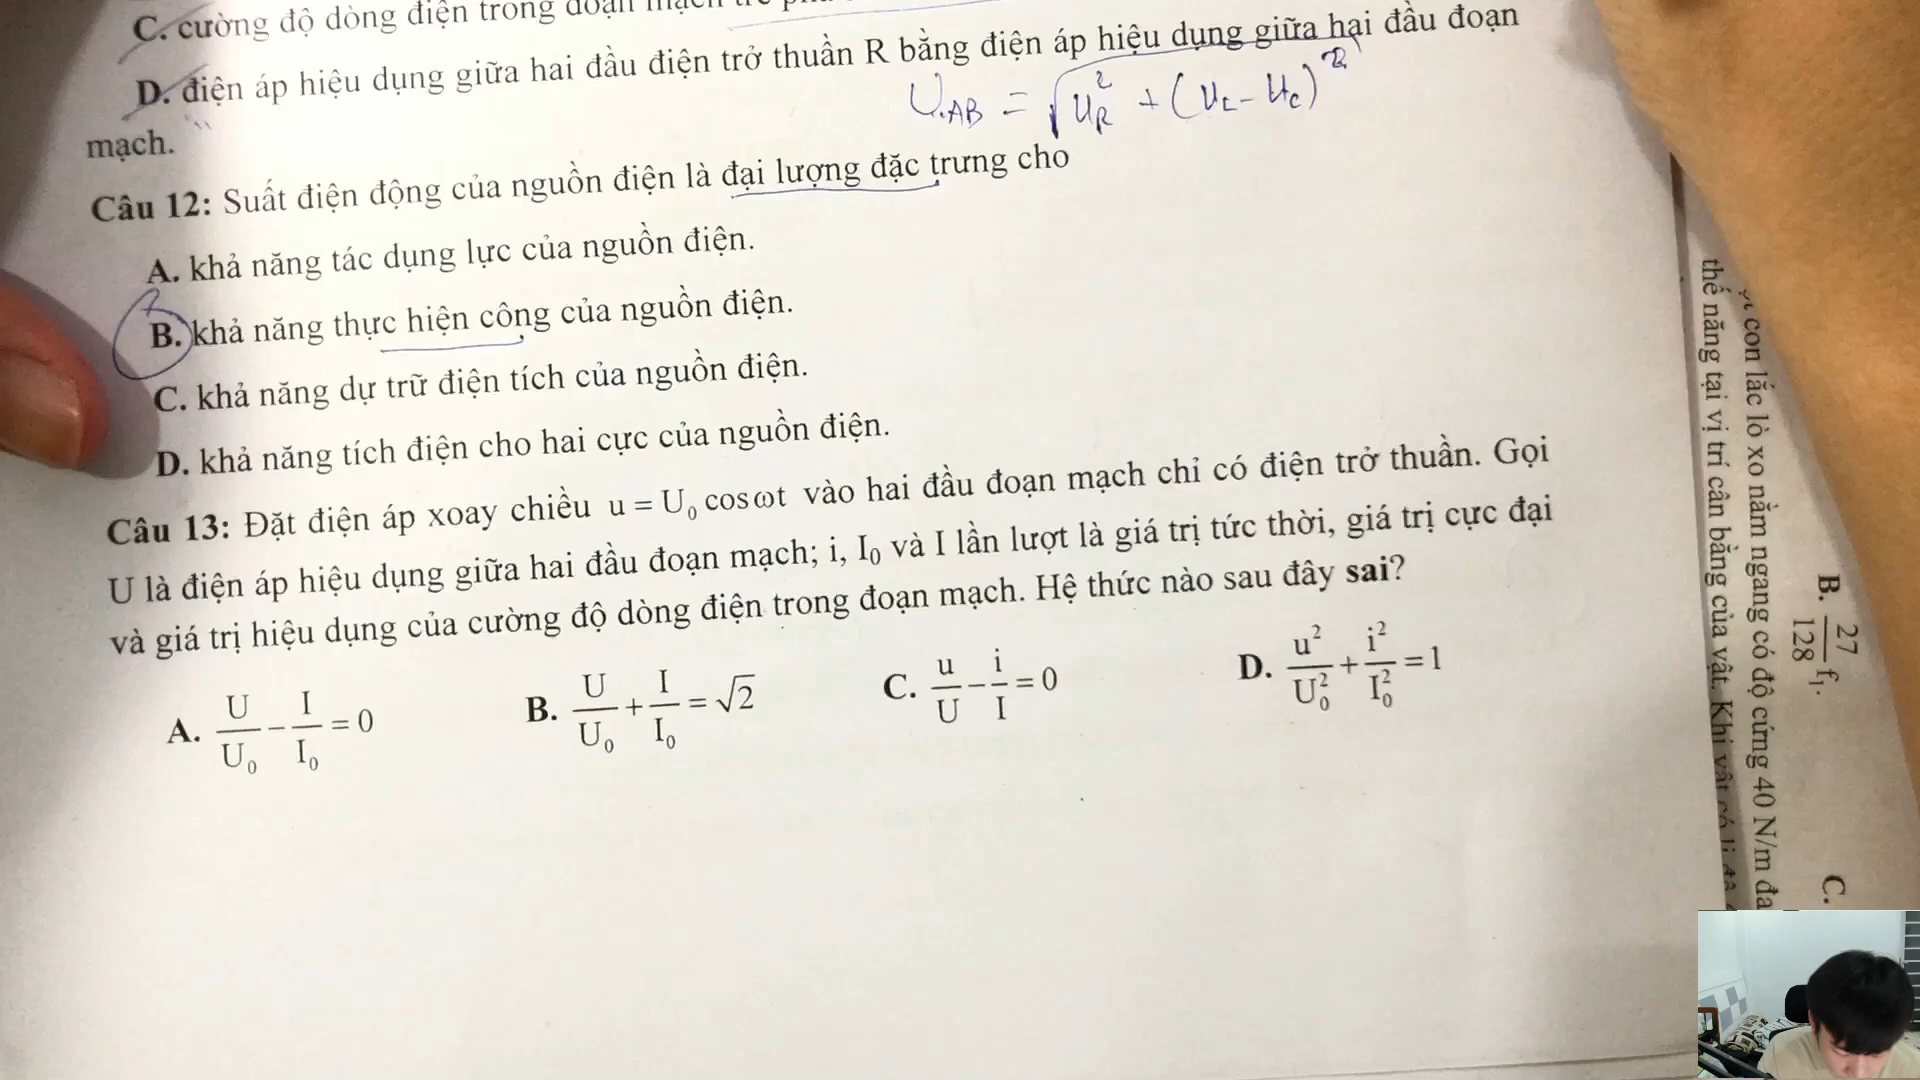 C. cường độ dòng điện trong đoạn mạch
D. điện áp hiệu dụng giữa hai đầu điện trở thuần R bằng điện áp hiệu dụng giữa hai đầu đoạn
mạch.
U_AB = √(U_R² + (U_L - U_C)²)
Câu 12: Suất điện động của nguồn điện là đại lượng đặc trưng cho
A. khả năng tác dụng lực của nguồn điện.
B. khả năng thực hiện công của nguồn điện.
C. khả năng dự trữ điện tích của nguồn điện.
D. khả năng tích điện cho hai cực của nguồn điện.
Câu 13: Đặt điện áp xoay chiều u = U₀ cosωt vào hai đầu đoạn mạch chỉ có điện trở thuần. Gọi
U là điện áp hiệu dụng giữa hai đầu đoạn mạch; i, I₀ và I lần lượt là giá trị tức thời, giá trị cực đại
và giá trị hiệu dụng của cường độ dòng điện trong đoạn mạch. Hệ thức nào sau đây sai?
A. U/U₀ - I/I₀ = 0 B. U/U₀ + I/I₀ = √2 C. u/U - i/I = 0 D. u²/U₀² + i²/I₀² = 1
B. 27/128 f₁. C.
con lắc lò xo nằm ngang có độ cứng 40 N/m đa
thế năng tại vị trí cân bằng của vật. Khi vật có li độ